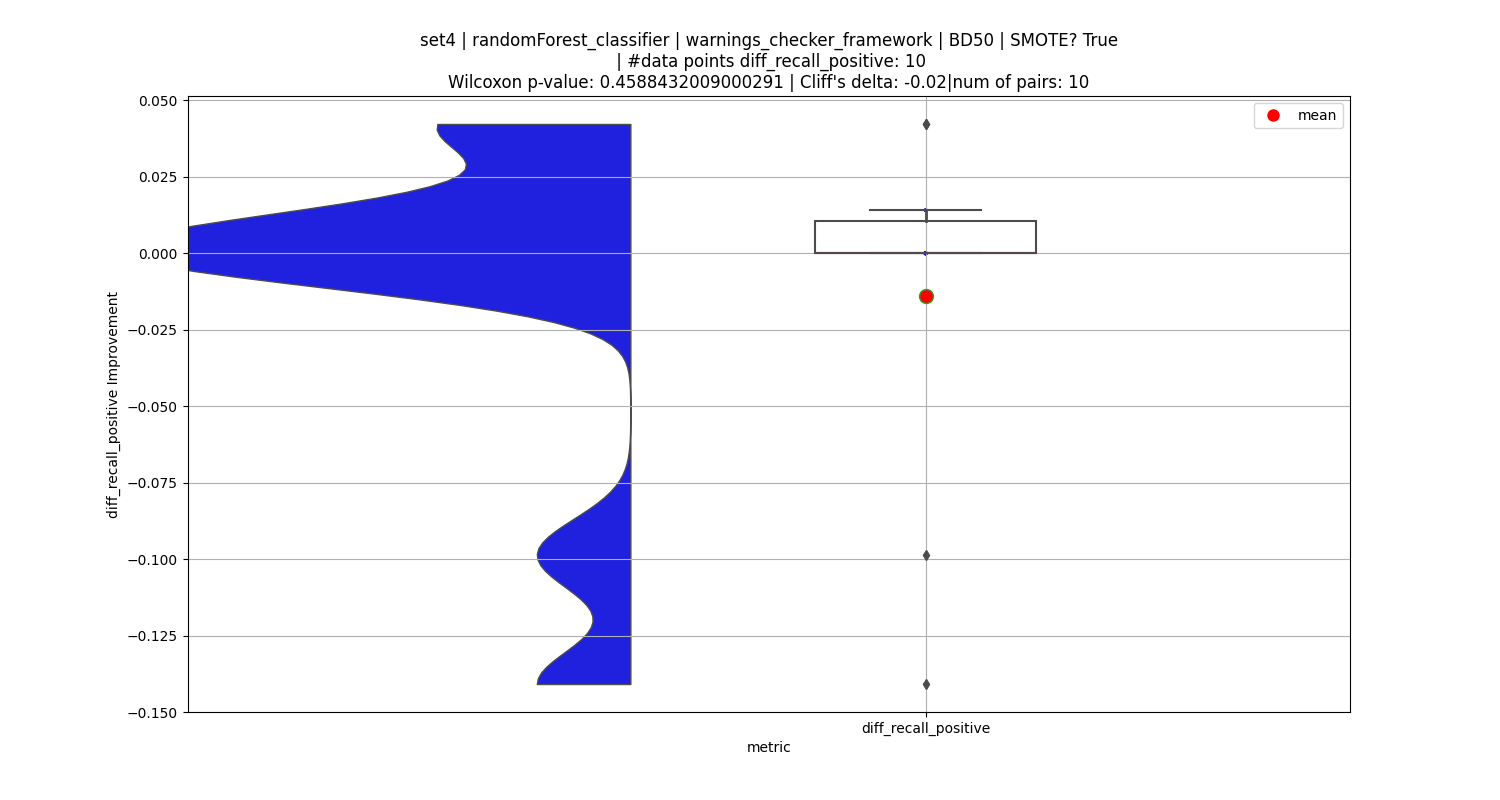 set4 | randomForest_classifier | warnings_checker_framework | BD50 | SMOTE? True
| #data points diff_recall_positive: 10
Wilcoxon p-value: 0.4588432009000291 | Cliff's delta: -0.02|num of pairs: 10
mean
0.050
0.025
0.000
−0.025
−0.050
−0.075
−0.100
−0.125
−0.150
diff_recall_positive Improvement
diff_recall_positive
metric